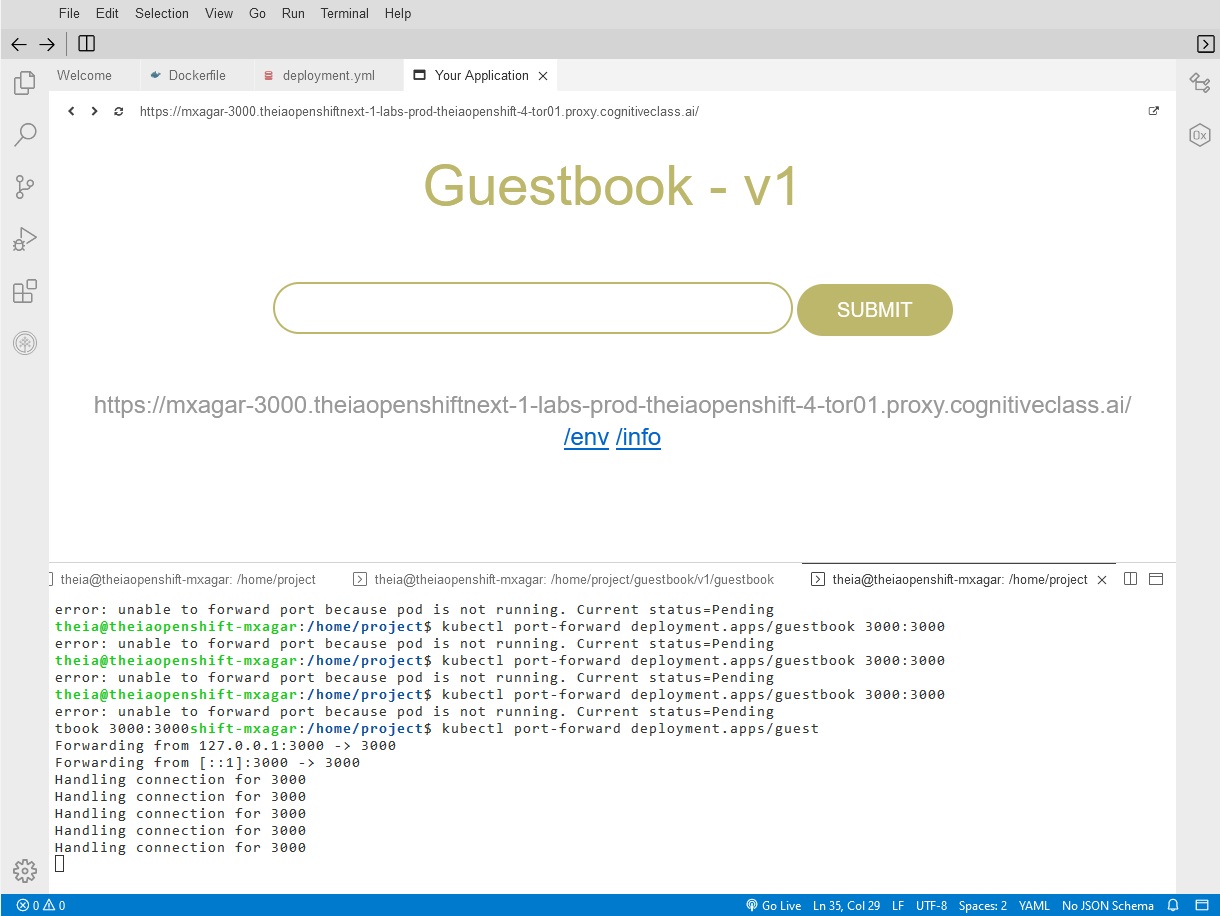 File Edit Selection View Go Run Terminal Help
Welcome Dockerfile deployment.yml Your Application
https://mxagar-3000.theiaopenshiftnext-1-labs-prod-theiaopenshift-4-tor01.proxy.cognitiveclass.ai/
0x
Guestbook - v1
SUBMIT
https://mxagar-3000.theiaopenshiftnext-1-labs-prod-theiaopenshift-4-tor01.proxy.cognitiveclass.ai/
/env /info
theia@theiaopenshift-mxagar: /home/project theia@theiaopenshift-mxagar: /home/project/guestbook/v1/guestbook theia@theiaopenshift-mxagar: /home/project
error: unable to forward port because pod is not running. Current status=Pending
theia@theiaopenshift-mxagar:/home/project$ kubectl port-forward deployment.apps/guestbook 3000:3000
error: unable to forward port because pod is not running. Current status=Pending
theia@theiaopenshift-mxagar:/home/project$ kubectl port-forward deployment.apps/guestbook 3000:3000
error: unable to forward port because pod is not running. Current status=Pending
theia@theiaopenshift-mxagar:/home/project$ kubectl port-forward deployment.apps/guestbook 3000:3000
error: unable to forward port because pod is not running. Current status=Pending
tbook 3000:3000shift-mxagar:/home/project$ kubectl port-forward deployment.apps/guest
Forwarding from 127.0.0.1:3000 -> 3000
Forwarding from [::1]:3000 -> 3000
Handling connection for 3000
Handling connection for 3000
Handling connection for 3000
Handling connection for 3000
Handling connection for 3000
0 0 Go Live Ln 35, Col 29 LF UTF-8 Spaces: 2 YAML No JSON Schema